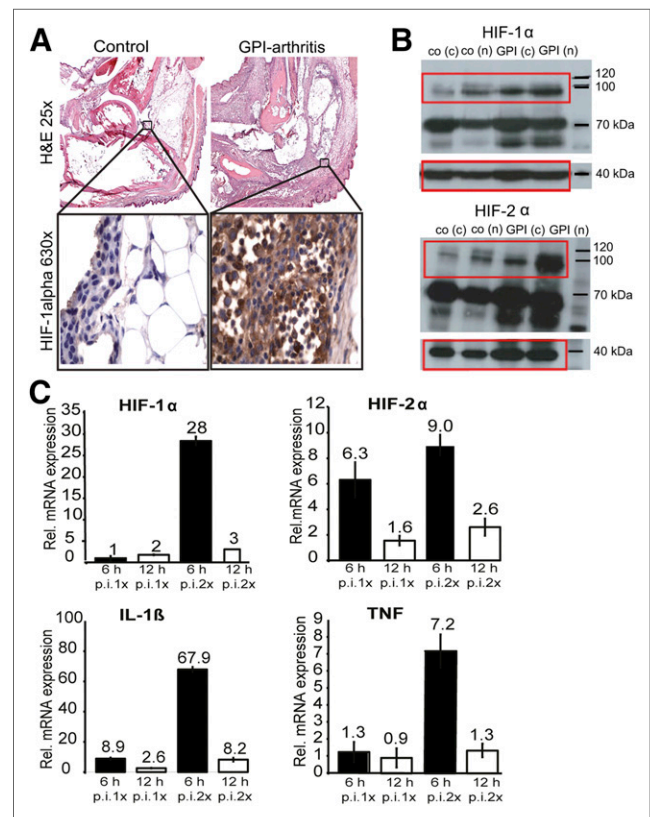 A
Control
GPI-arthritis
H&E 25x
HIF-1alpha 630x
B
HIF-1α
co (c) co (n) GPI (c) GPI (n)
120
100
70 kDa
40 kDa
HIF-2 α
co (c) co (n) GPI (c) GPI (n)
120
100
70 kDa
40 kDa
C
HIF-1α
Rel. mRNA expression
35
30
25
20
15
10
5
0
1
2
28
3
6 h 12 h 6 h 12 h
p.i.1x p.i.1x p.i.2x p.i.2x
HIF-2α
Rel.mRNA expression
12
10
8
6
4
2
0
6.3
1.6
9.0
2.6
6 h 12 h 6 h 12 h
p.i.1x p.i.1x p.i.2x p.i.2x
IL-1ß
Rel. mRNA expression
100
80
60
40
20
0
8.9
2.6
67.9
8.2
6 h 12 h 6 h 12 h
p.i.1x p.i.1x p.i.2x p.i.2x
TNF
Rel. mRNA expression
9
8
7
6
5
4
3
2
1
0
1.3
0.9
7.2
1.3
6 h 12 h 6 h 12 h
p.i.1x p.i.1x p.i.2x p.i.2x